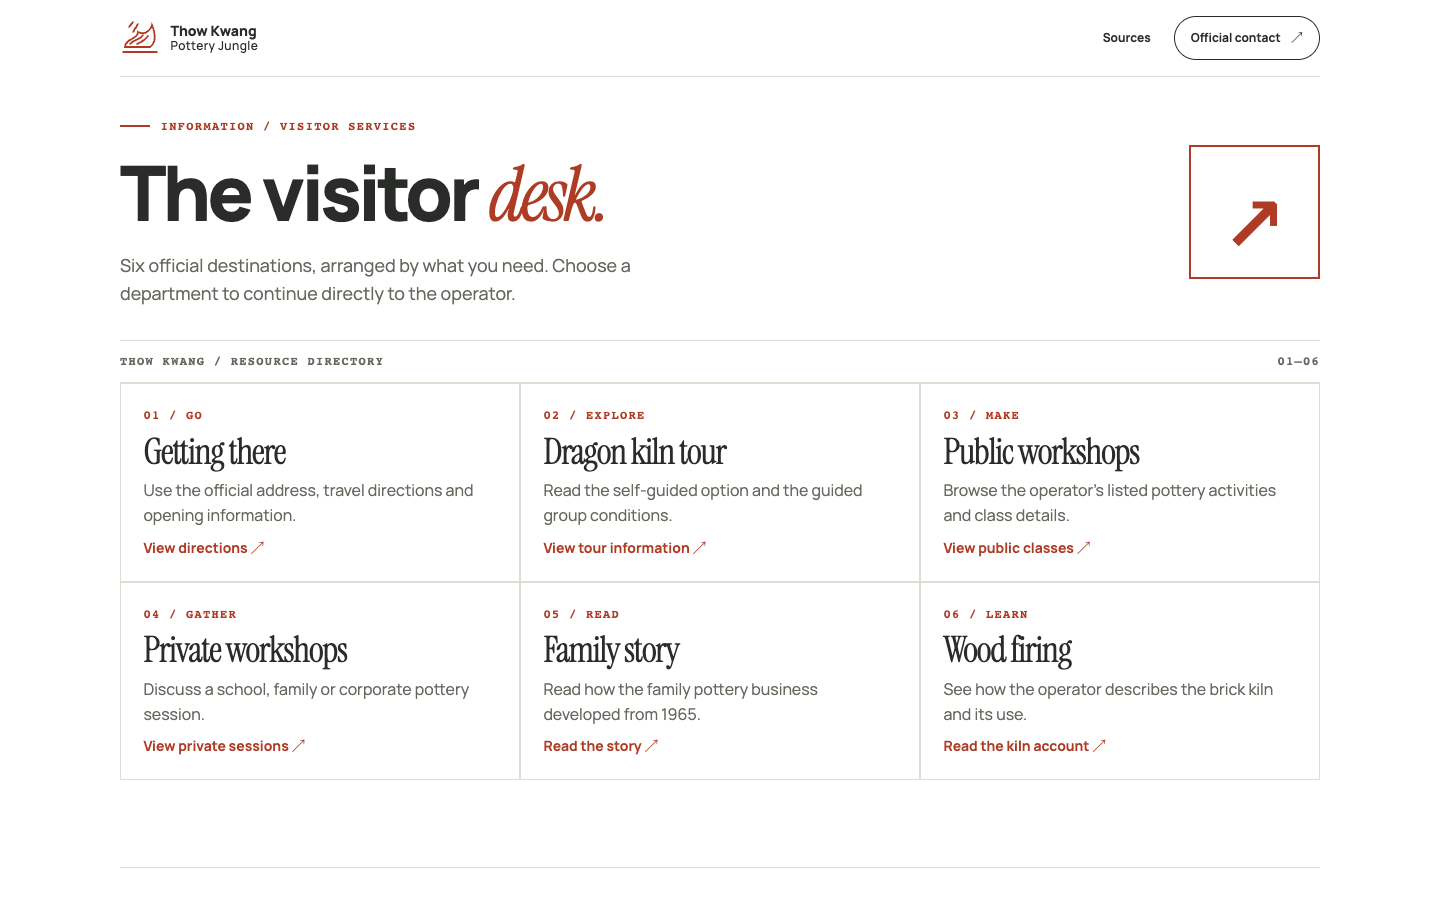 Thow Kwang
Pottery Jungle
Sources
Official contact ↗
INFORMATION / VISITOR SERVICES
The visitor desk.
Six official destinations, arranged by what you need. Choose a
department to continue directly to the operator.
↗
THOW KWANG / RESOURCE DIRECTORY
01—06
01 / GO
Getting there
Use the official address, travel directions and
opening information.
View directions ↗
02 / EXPLORE
Dragon kiln tour
Read the self-guided option and the guided
group conditions.
View tour information ↗
03 / MAKE
Public workshops
Browse the operator's listed pottery activities
and class details.
View public classes ↗
04 / GATHER
Private workshops
Discuss a school, family or corporate pottery
session.
View private sessions ↗
05 / READ
Family story
Read how the family pottery business
developed from 1965.
Read the story ↗
06 / LEARN
Wood firing
See how the operator describes the brick kiln
and its use.
Read the kiln account ↗